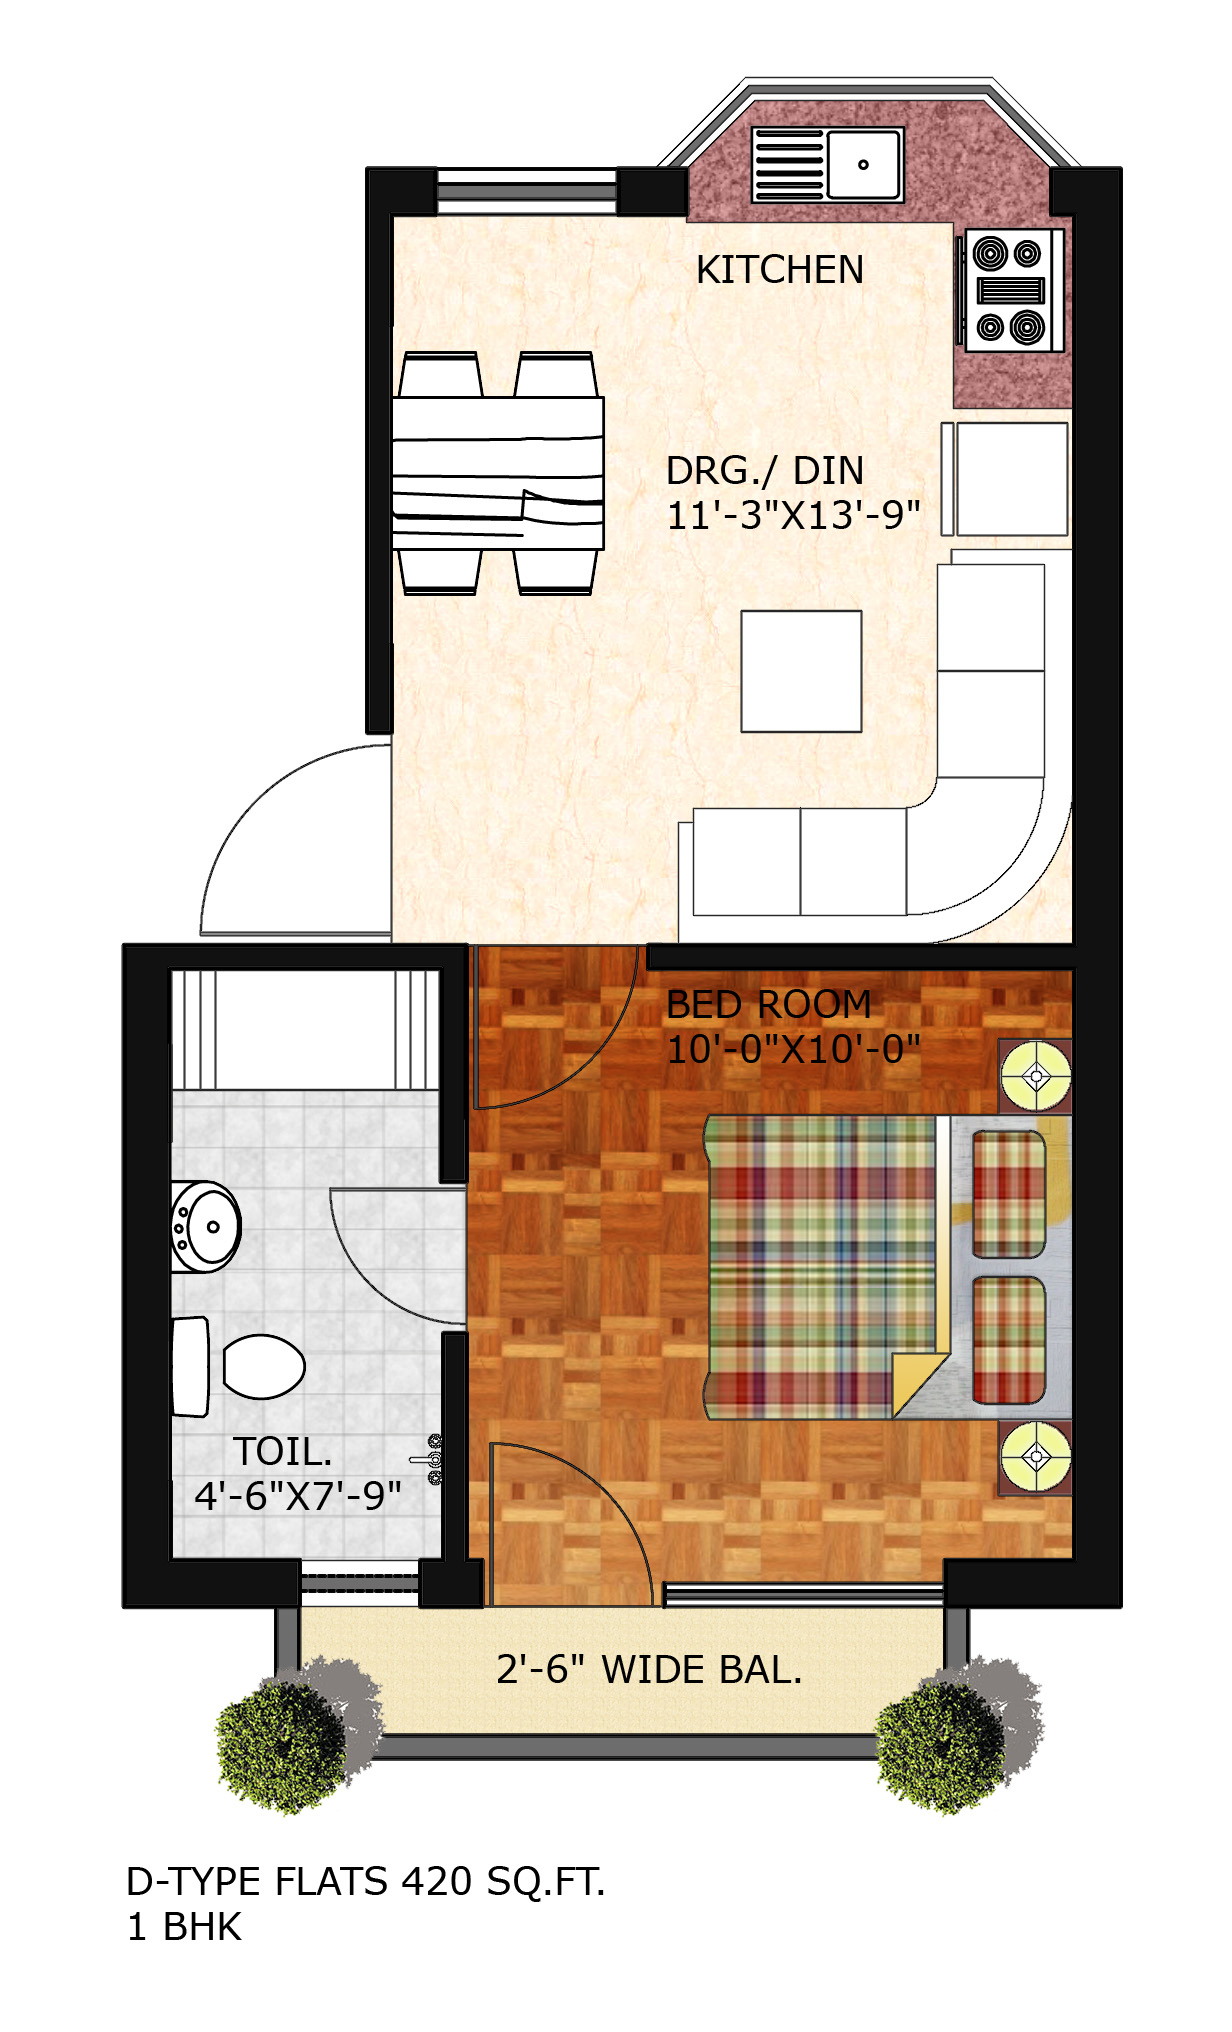 KITCHEN
DRG./ DIN
11'-3"X13'-9"
BED ROOM
10'-0"X10'-0"
TOIL.
4'-6"X7'-9"
2'-6" WIDE BAL.
D-TYPE FLATS 420 SQ.FT.
1 BHK